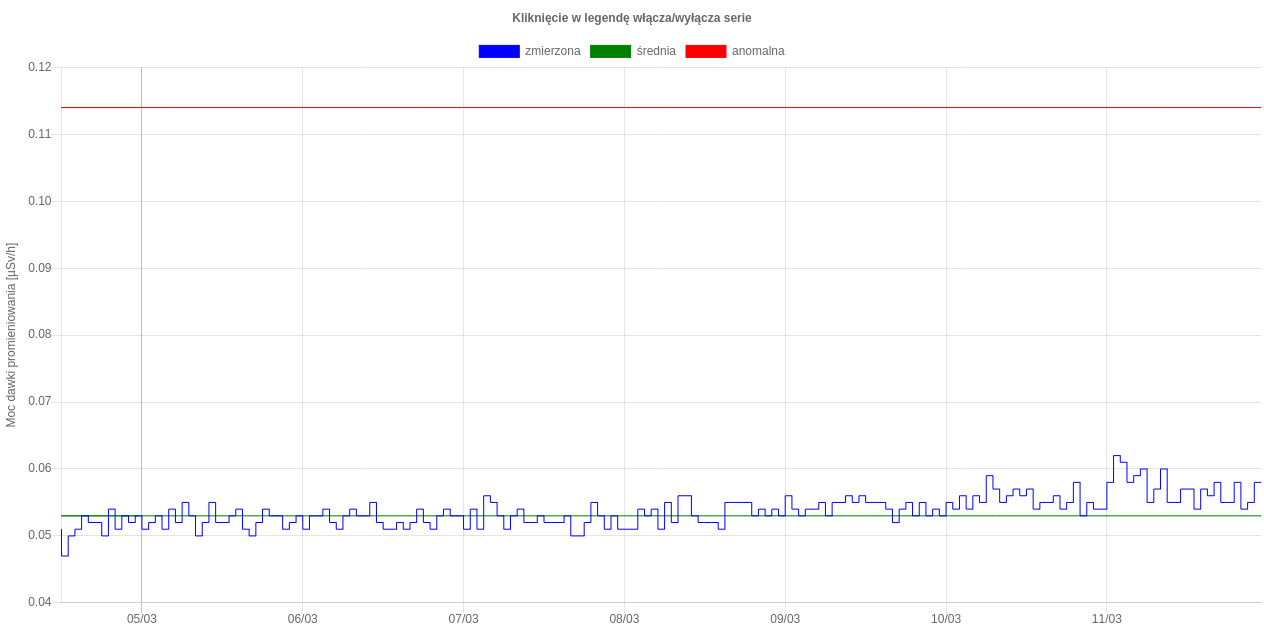 Kliknięcie w legendę włącza/wyłącza serie
zmierzona średnia anomalna
0.12
0.11
0.10
0.09
0.08
0.07
0.06
0.05
0.04
Moc dawki promieniowania [µSv/h]
05/03 06/03 07/03 08/03 09/03 10/03 11/03